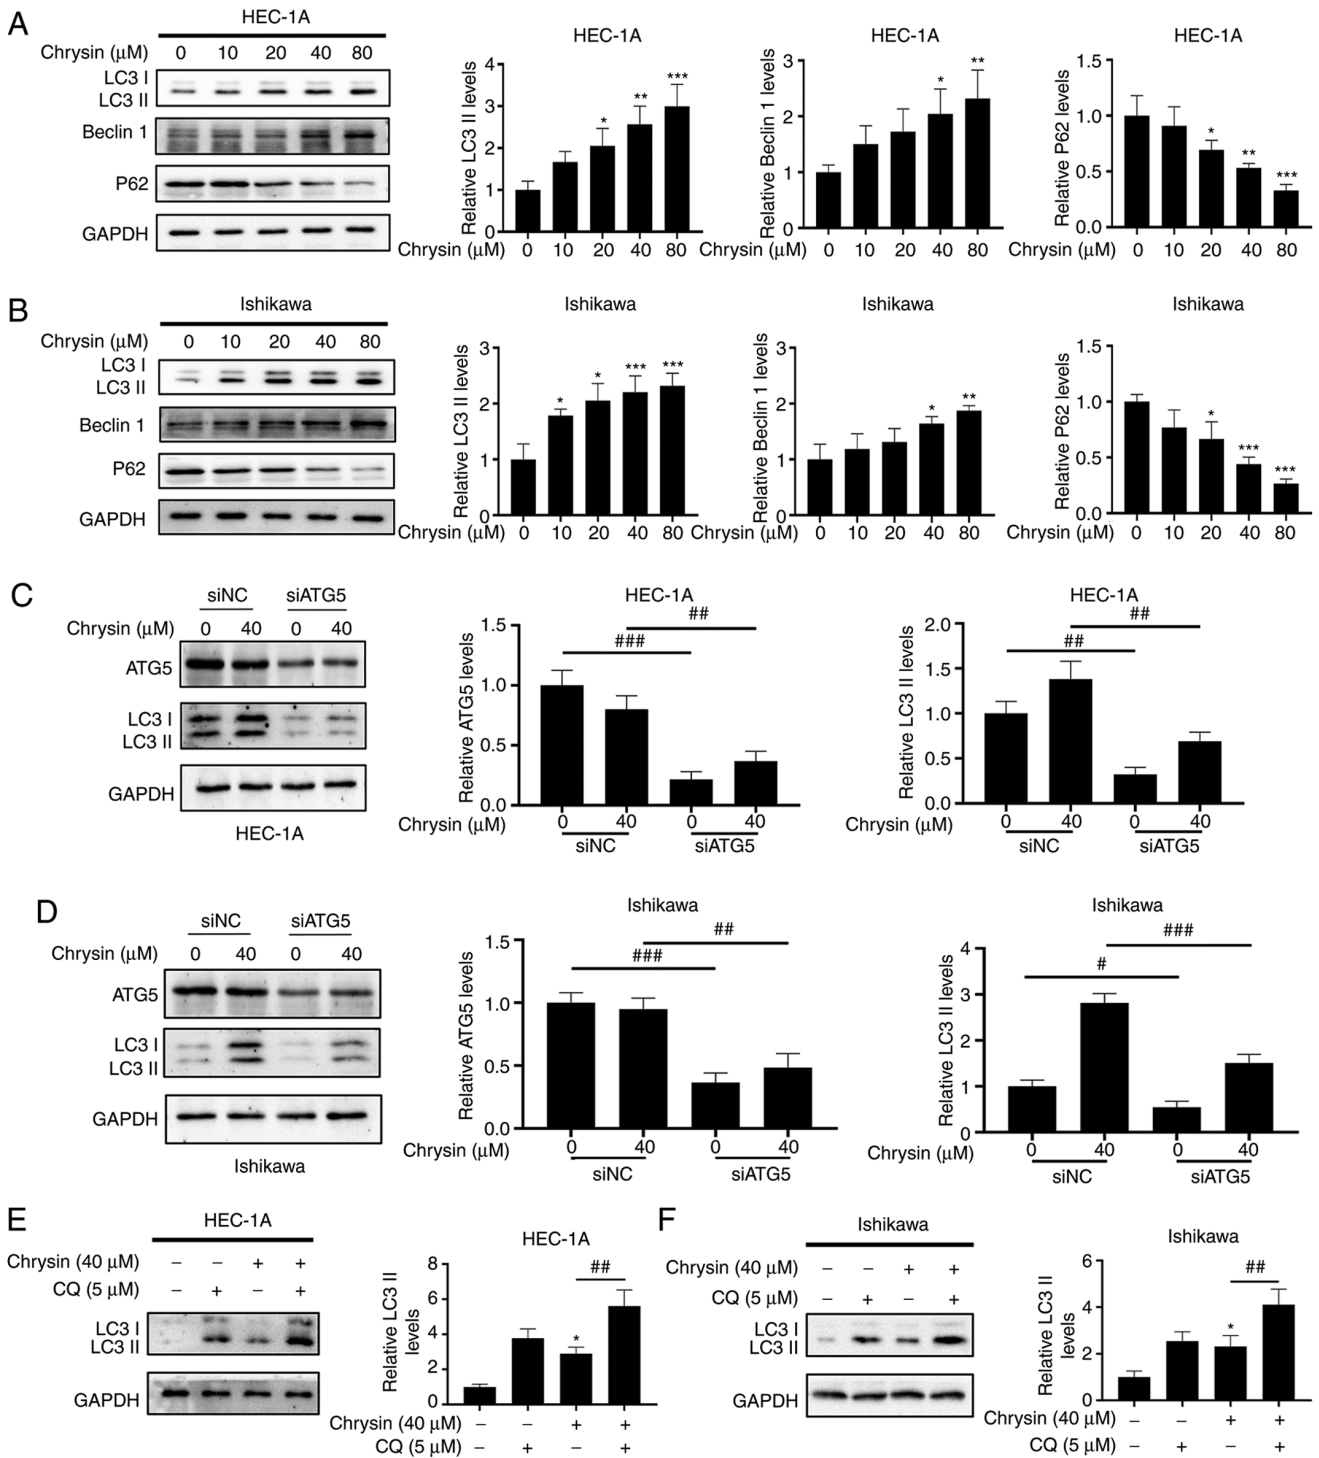 A
HEC-1A
Chrysin (µM) 0 10 20 40 80
LC3 I
LC3 II
Beclin 1
P62
GAPDH
HEC-1A
Relative LC3 II levels
4
3
2
1
0
* ** ***
Chrysin (µM) 0 10 20 40 80
HEC-1A
Relative Beclin 1 levels
3
2
1
0
* **
Chrysin (µM) 0 10 20 40 80
HEC-1A
Relative P62 levels
1.5
1.0
0.5
0.0
* ** ***
Chrysin (µM) 0 10 20 40 80
B
Ishikawa
Chrysin (µM) 0 10 20 40 80
LC3 I
LC3 II
Beclin 1
P62
GAPDH
Ishikawa
Relative LC3 II levels
3
2
1
0
* * *** ***
Chrysin (µM) 0 10 20 40 80
Ishikawa
Relative Beclin 1 levels
3
2
1
0
* **
Chrysin (µM) 0 10 20 40 80
Ishikawa
Relative P62 levels
1.5
1.0
0.5
0.0
* *** ***
Chrysin (µM) 0 10 20 40 80
C
siNC siATG5
Chrysin (µM) 0 40 0 40
ATG5
LC3 I
LC3 II
GAPDH
HEC-1A
HEC-1A
Relative ATG5 levels
1.5
1.0
0.5
0.0
##
###
Chrysin (µM) 0 40 0 40
siNC siATG5
HEC-1A
Relative LC3 II levels
2.0
1.5
1.0
0.5
0.0
##
##
Chrysin (µM) 0 40 0 40
siNC siATG5
D
siNC siATG5
Chrysin (µM) 0 40 0 40
ATG5
LC3 I
LC3 II
GAPDH
Ishikawa
Ishikawa
Relative ATG5 levels
1.5
1.0
0.5
0.0
##
###
Chrysin (µM) 0 40 0 40
siNC siATG5
Ishikawa
Relative LC3 II levels
4
3
2
1
0
###
#
Chrysin (µM) 0 40 0 40
siNC siATG5
E
HEC-1A
Chrysin (40 µM) − − + +
CQ (5 µM) − + − +
LC3 I
LC3 II
GAPDH
HEC-1A
Relative LC3 II
levels
8
6
4
2
0
##
*
Chrysin (40 µM) − − + +
CQ (5 µM) − + − +
F
Ishikawa
Chrysin (40 µM) − − + +
CQ (5 µM) − + − +
LC3 I
LC3 II
GAPDH
Ishikawa
Relative LC3 II
levels
6
4
2
0
##
*
Chrysin (40 µM) − − + +
CQ (5 µM) − + − +